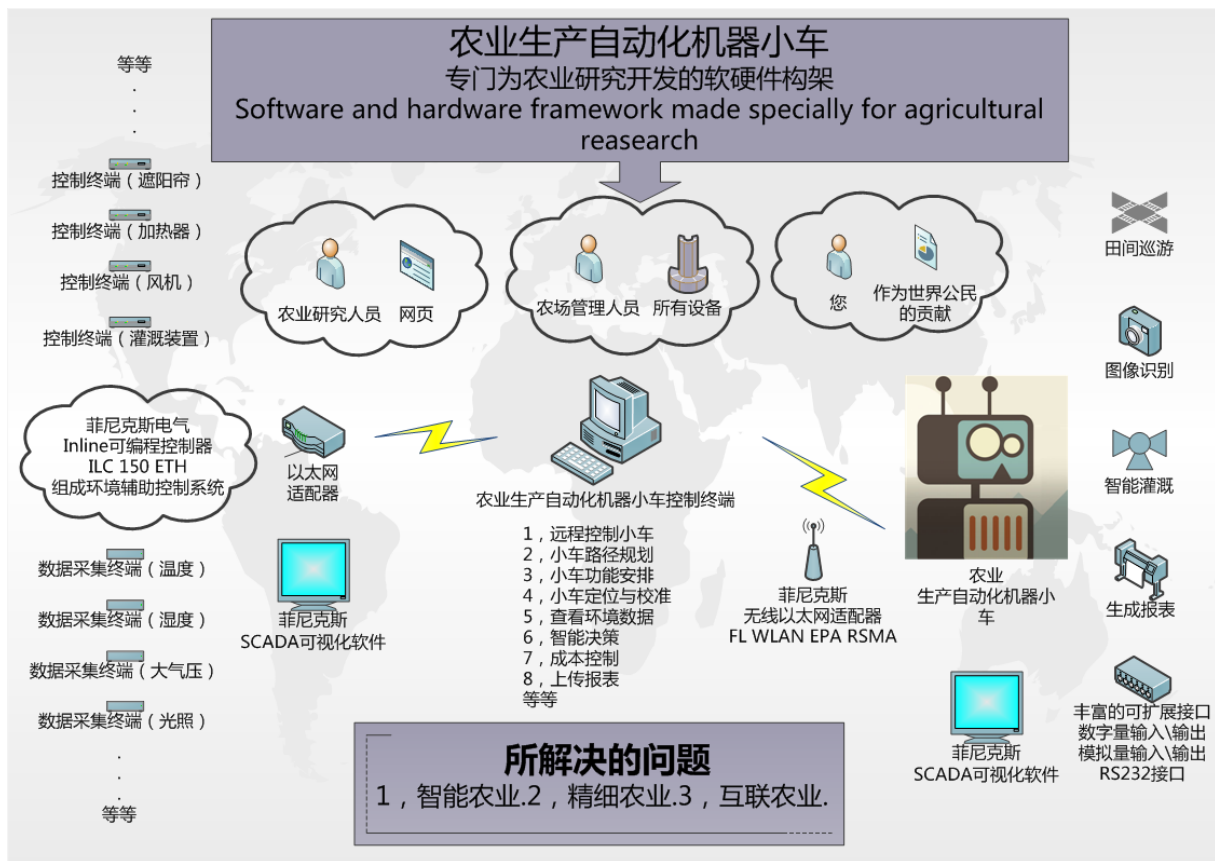 农业生产自动化机器小车
专门为农业研究开发的软硬件构架
Software and hardware framework made specially for agricultural
reasearch
等等
.
.
.
控制终端（遮阳帘）
控制终端（加热器）
控制终端（风机）
控制终端（灌溉装置）
农业研究人员
网页
农场管理人员
所有设备
您
作为世界公民
的贡献
田间巡游
图像识别
智能灌溉
生成报表
丰富的可扩展接口
数字量输入\输出
模拟量输入\输出
RS232接口
菲尼克斯电气
Inline可编程控制器
ILC 150 ETH
组成环境辅助控制系统
以太网
适配器
农业生产自动化机器小车控制终端
1，远程控制小车
2，小车路径规划
3，小车功能安排
4，小车定位与校准
5，查看环境数据
6，智能决策
7，成本控制
8，上传报表
等等
菲尼克斯
无线以太网适配器
FL WLAN EPA RSMA
农业
生产自动化机器小
车
数据采集终端（温度）
数据采集终端（湿度）
数据采集终端（大气压）
数据采集终端（光照）
.
.
.
等等
菲尼克斯
SCADA可视化软件
菲尼克斯
SCADA可视化软件
所解决的问题
1，智能农业.2，精细农业.3，互联农业.